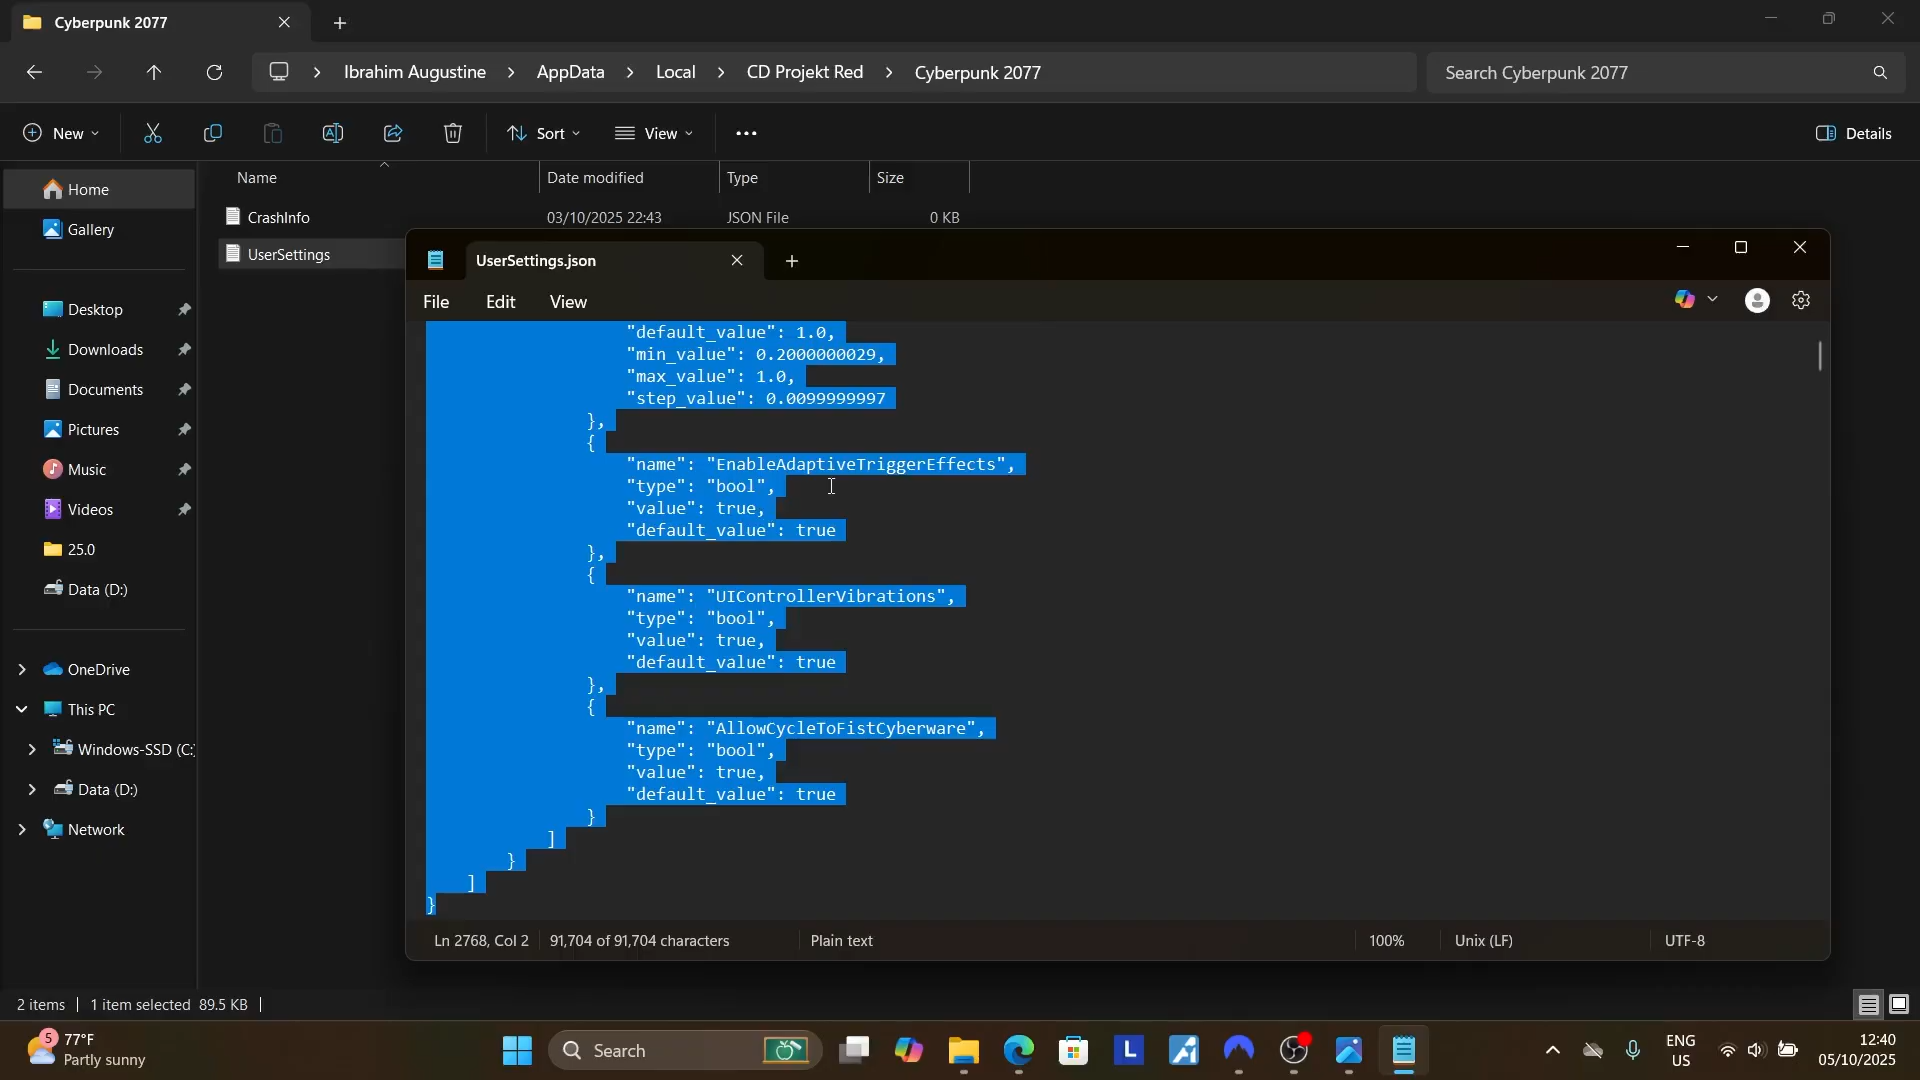 Cyberpunk 2077
Ibrahim Augustine > AppData > Local > CD Projekt Red > Cyberpunk 2077
Search Cyberpunk 2077
New
Sort
View
Details
Name
Date modified
Type
Size
CrashInfo
03/10/2025 22:43
JSON File
0 KB
UserSettings
Home
Gallery
Desktop
Downloads
Documents
Pictures
Music
Videos
25.0
Data (D:)
OneDrive
This PC
Windows-SSD (C:
Data (D:)
Network
UserSettings.json
File
Edit
View
"default_value": 1.0,
"min_value": 0.2000000029,
"max_value": 1.0,
"step_value": 0.0099999997
},
{
"name": "EnableAdaptiveTriggerEffects",
"type": "bool",
"value": true,
"default_value": true
},
{
"name": "UIControllerVibrations",
"type": "bool",
"value": true,
"default_value": true
},
{
"name": "AllowCycleToFistCyberware",
"type": "bool",
"value": true,
"default_value": true
}
]
}
]
}
Ln 2768, Col 2
91,704 of 91,704 characters
Plain text
100%
Unix (LF)
UTF-8
2 items
1 item selected 89.5 KB
5
77°F
Partly sunny
Search
L
ENG
US
12:40
05/10/2025